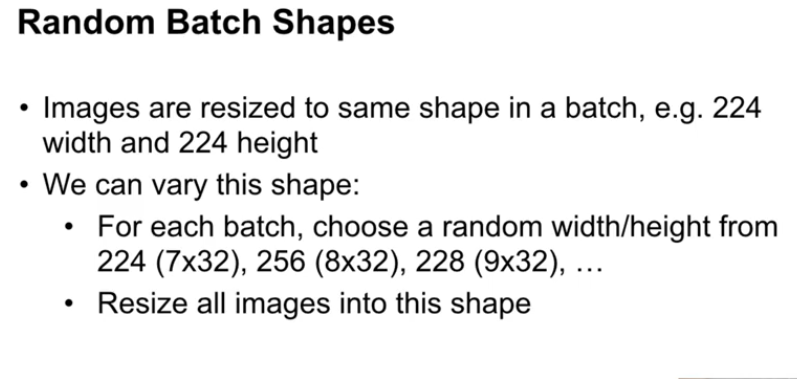 Random Batch Shapes
• Images are resized to same shape in a batch, e.g. 224
width and 224 height
• We can vary this shape:
• For each batch, choose a random width/height from
224 (7x32), 256 (8x32), 228 (9x32), …
• Resize all images into this shape